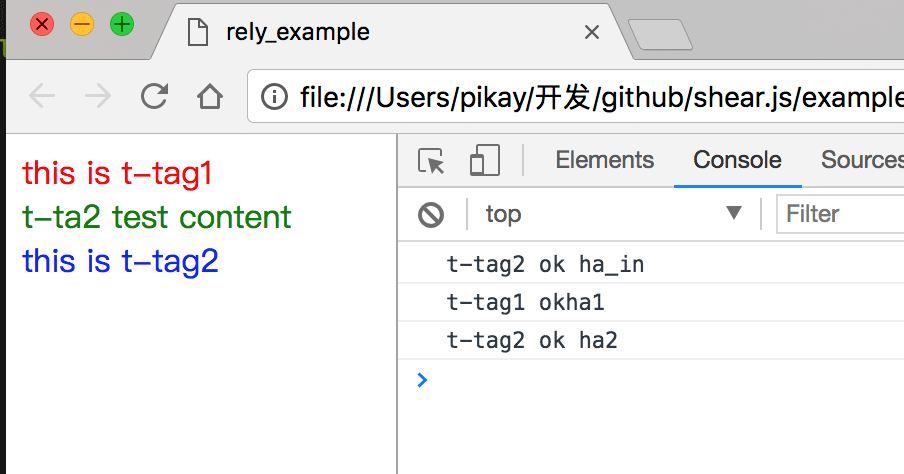 rely_example
file:///Users/pikay/开发/github/shear.js/example
this is t-tag1
t-ta2 test content
this is t-tag2
Elements Console Sources
top Filter
t-tag2 ok ha_in
t-tag1 okha1
t-tag2 ok ha2